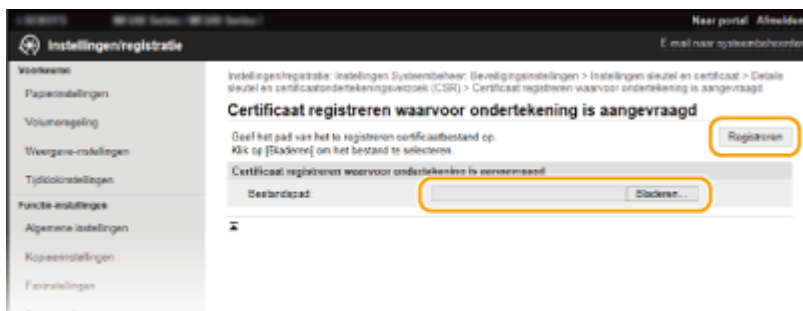 Naar portal Afmelden
Instellingen/registratie
E-mail naar systeembeheerder
Voorkeuren
Papierinstellingen
Volumeregeling
Weergave-instellingen
Tijdklokinstellingen
Functie-instellingen
Algemene instellingen
Kopieerinstellingen
Faxinstellingen
Instellingen/registratie: Instellingen Systeembeheer: Beveiligingsinstellingen > Instellingen sleutel en certificaat > Details
sleutel en certificaatondertekeningsverzoek (CSR) > Certificaat registreren waarvoor ondertekening is aangevraagd
Certificaat registreren waarvoor ondertekening is aangevraagd
Geef het pad van het te registreren certificaatbestand op.
Klik op [Bladeren] om het bestand te selecteren.
Registreren
Certificaat registreren waarvoor ondertekening is aangevraagd
Bestandspad:
Bladeren...